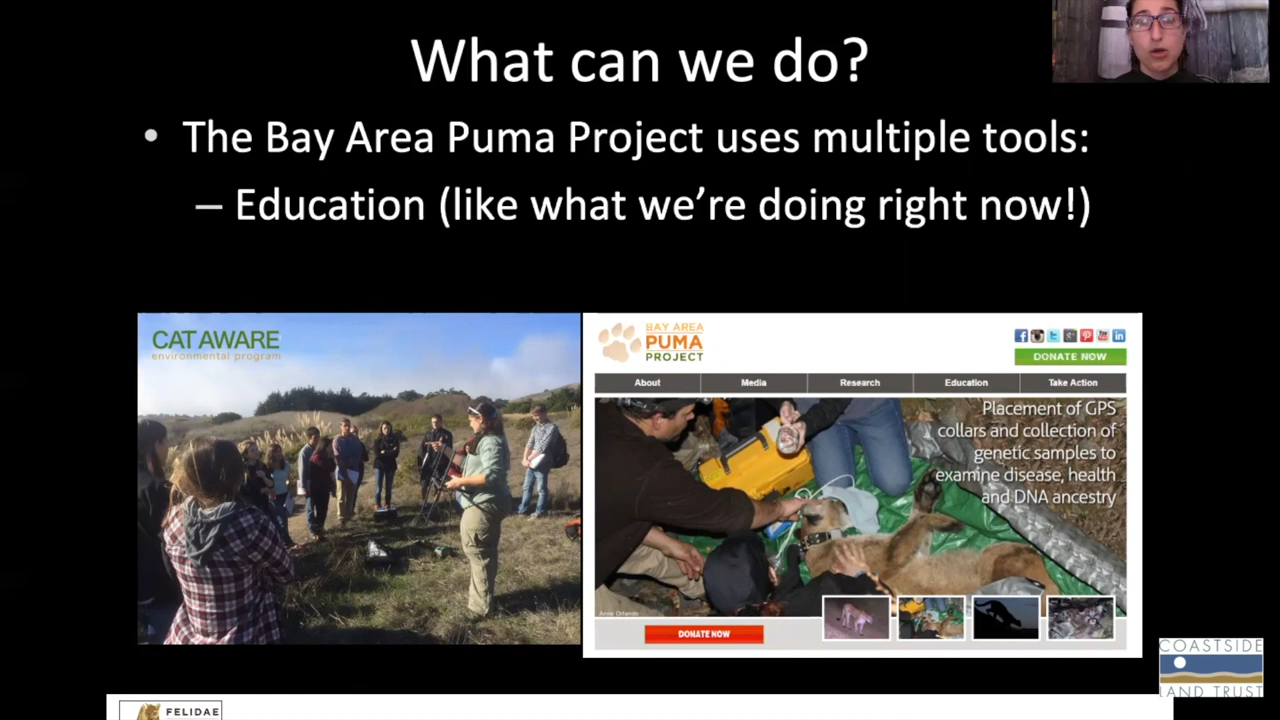 What can we do?
• The Bay Area Puma Project uses multiple tools:
– Education (like what we're doing right now!)
CAT AWARE
environmental program
BAY AREA
PUMA
PROJECT
DONATE NOW
About Media Research Education Take Action
Placement of GPS
collars and collection of
genetic samples to
examine disease, health
and DNA ancestry
Anne Orlando
DONATE NOW
COASTSIDE
LAND TRUST
FELIDAE